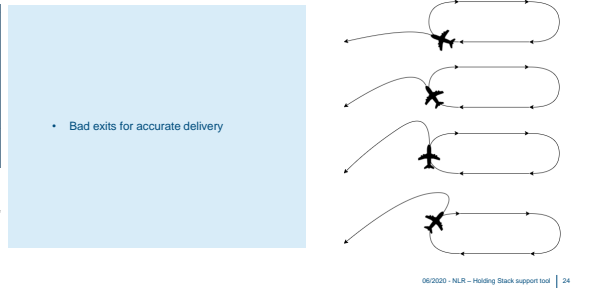 • Bad exits for accurate delivery
06/2020 - NLR – Holding Stack support tool | 24